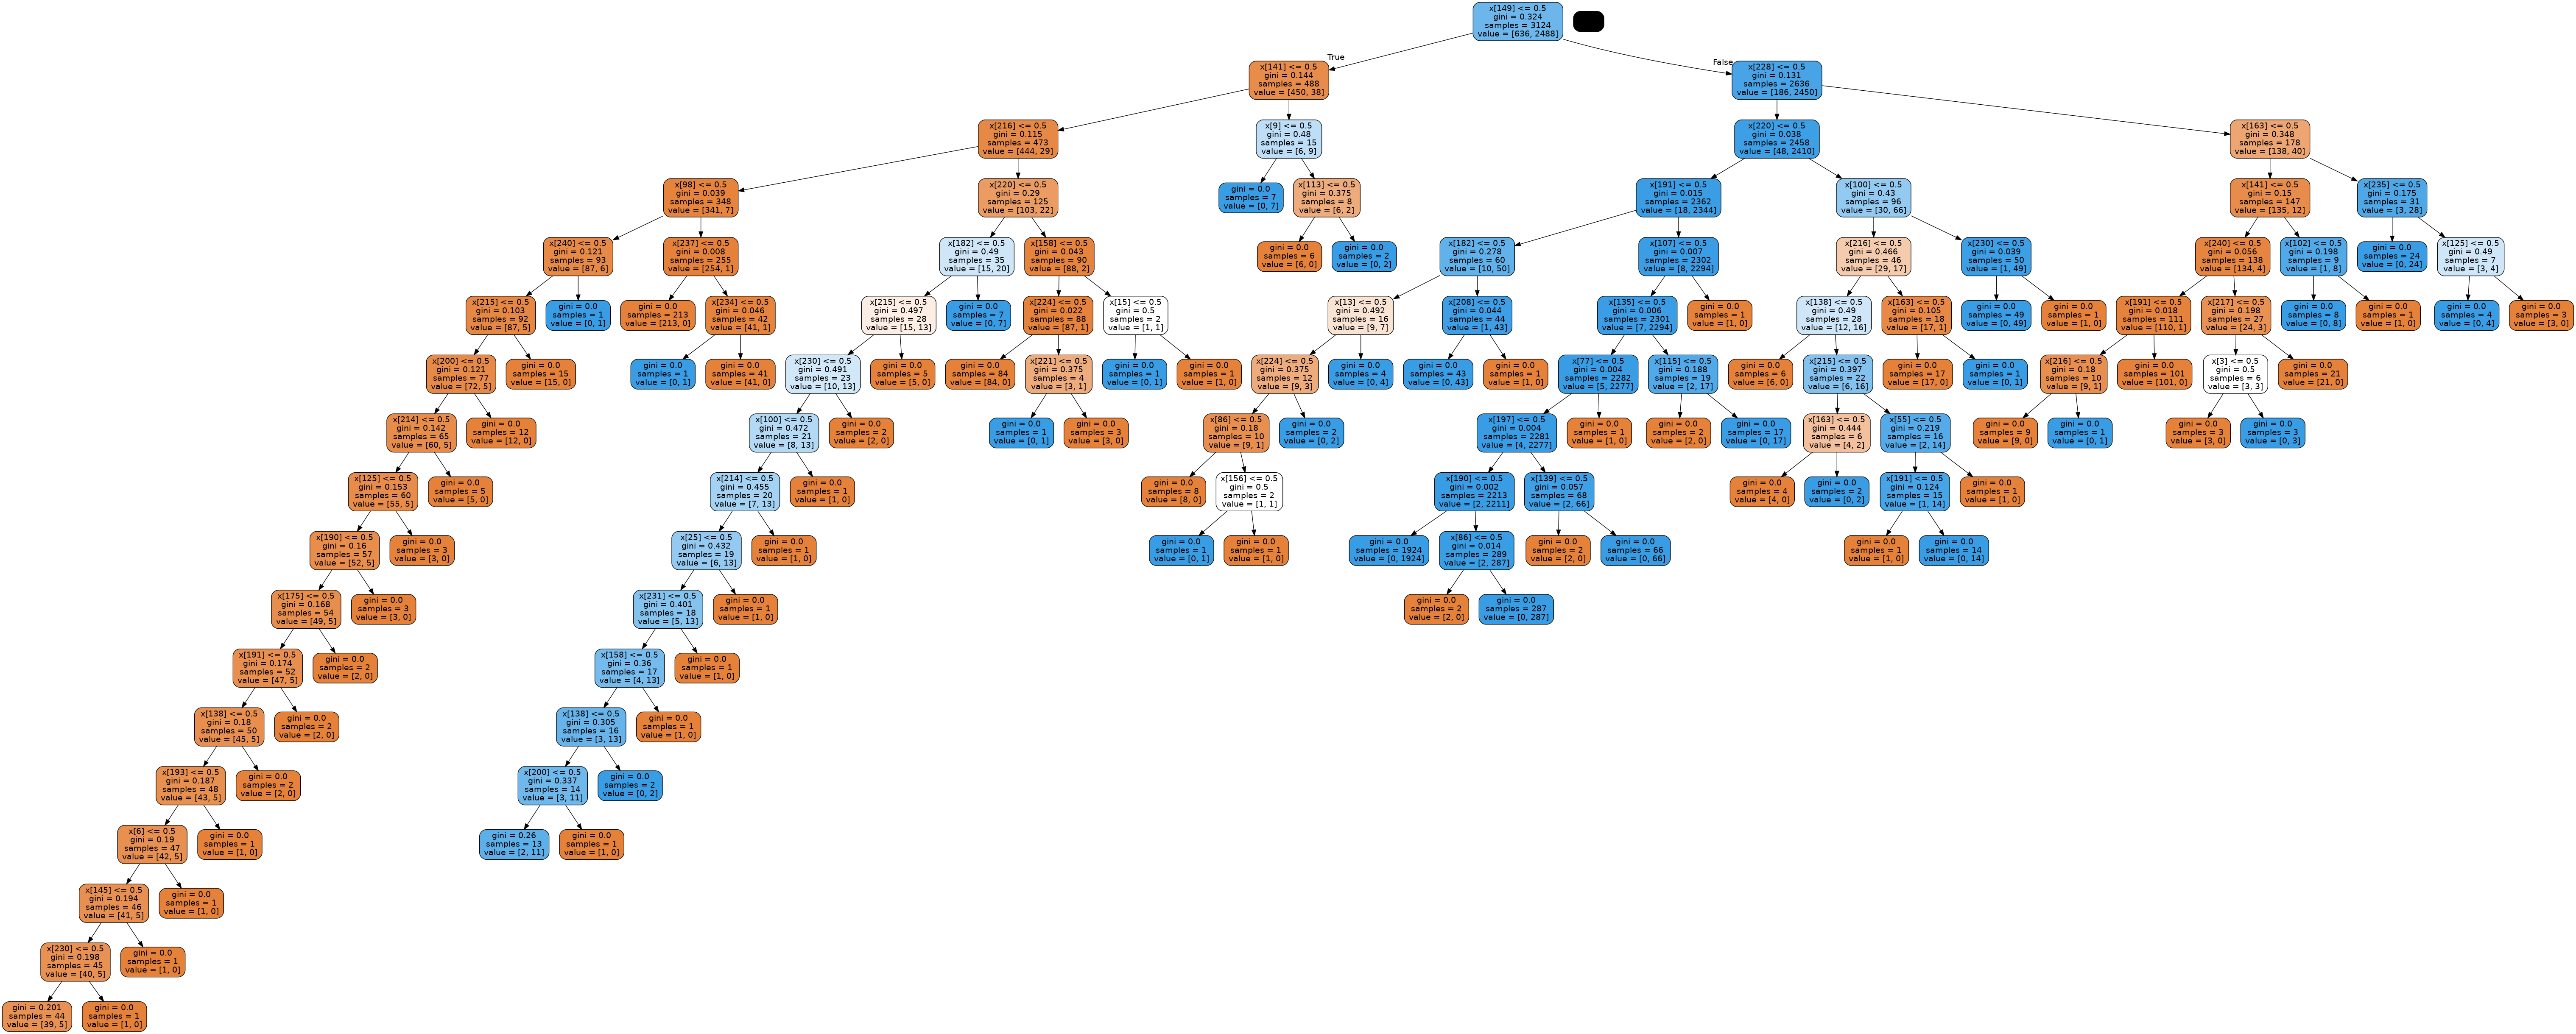 x[149] <= 0.5
gini = 0.324
samples = 3124
value = [636, 2488]
True
False
x[141] <= 0.5
gini = 0.144
samples = 488
value = [450, 38]
x[228] <= 0.5
gini = 0.131
samples = 2636
value = [186, 2450]
x[216] <= 0.5
gini = 0.115
samples = 473
value = [444, 29]
x[9] <= 0.5
gini = 0.48
samples = 15
value = [6, 9]
x[220] <= 0.5
gini = 0.038
samples = 2458
value = [48, 2410]
x[163] <= 0.5
gini = 0.348
samples = 178
value = [138, 40]
x[98] <= 0.5
gini = 0.039
samples = 348
value = [341, 7]
x[220] <= 0.5
gini = 0.29
samples = 125
value = [103, 22]
gini = 0.0
samples = 7
value = [0, 7]
x[113] <= 0.5
gini = 0.375
samples = 8
value = [6, 2]
x[191] <= 0.5
gini = 0.015
samples = 2362
value = [18, 2344]
x[100] <= 0.5
gini = 0.43
samples = 96
value = [30, 66]
x[141] <= 0.5
gini = 0.15
samples = 147
value = [135, 12]
x[235] <= 0.5
gini = 0.175
samples = 31
value = [3, 28]
x[240] <= 0.5
gini = 0.121
samples = 93
value = [87, 6]
x[237] <= 0.5
gini = 0.008
samples = 255
value = [254, 1]
x[182] <= 0.5
gini = 0.49
samples = 35
value = [15, 20]
x[158] <= 0.5
gini = 0.043
samples = 90
value = [88, 2]
gini = 0.0
samples = 6
value = [6, 0]
gini = 0.0
samples = 2
value = [0, 2]
x[182] <= 0.5
gini = 0.278
samples = 60
value = [10, 50]
x[107] <= 0.5
gini = 0.007
samples = 2302
value = [8, 2294]
x[216] <= 0.5
gini = 0.466
samples = 46
value = [29, 17]
x[230] <= 0.5
gini = 0.039
samples = 50
value = [1, 49]
x[240] <= 0.5
gini = 0.056
samples = 138
value = [134, 4]
x[102] <= 0.5
gini = 0.198
samples = 9
value = [1, 8]
gini = 0.0
samples = 24
value = [0, 24]
x[125] <= 0.5
gini = 0.49
samples = 7
value = [3, 4]
x[215] <= 0.5
gini = 0.103
samples = 92
value = [87, 5]
gini = 0.0
samples = 1
value = [0, 1]
gini = 0.0
samples = 213
value = [213, 0]
x[234] <= 0.5
gini = 0.046
samples = 42
value = [41, 1]
x[215] <= 0.5
gini = 0.497
samples = 28
value = [15, 13]
gini = 0.0
samples = 7
value = [0, 7]
x[224] <= 0.5
gini = 0.022
samples = 88
value = [87, 1]
x[15] <= 0.5
gini = 0.5
samples = 2
value = [1, 1]
x[13] <= 0.5
gini = 0.492
samples = 16
value = [9, 7]
x[208] <= 0.5
gini = 0.044
samples = 44
value = [1, 43]
x[135] <= 0.5
gini = 0.006
samples = 2301
value = [7, 2294]
gini = 0.0
samples = 1
value = [1, 0]
x[138] <= 0.5
gini = 0.49
samples = 28
value = [12, 16]
x[163] <= 0.5
gini = 0.105
samples = 18
value = [17, 1]
gini = 0.0
samples = 49
value = [0, 49]
gini = 0.0
samples = 1
value = [1, 0]
x[191] <= 0.5
gini = 0.018
samples = 111
value = [110, 1]
x[217] <= 0.5
gini = 0.198
samples = 27
value = [24, 3]
gini = 0.0
samples = 8
value = [0, 8]
gini = 0.0
samples = 1
value = [1, 0]
gini = 0.0
samples = 4
value = [0, 4]
gini = 0.0
samples = 3
value = [3, 0]
x[200] <= 0.5
gini = 0.121
samples = 77
value = [72, 5]
gini = 0.0
samples = 15
value = [15, 0]
gini = 0.0
samples = 1
value = [0, 1]
gini = 0.0
samples = 41
value = [41, 0]
x[230] <= 0.5
gini = 0.491
samples = 23
value = [10, 13]
gini = 0.0
samples = 5
value = [5, 0]
gini = 0.0
samples = 84
value = [84, 0]
x[221] <= 0.5
gini = 0.375
samples = 4
value = [3, 1]
gini = 0.0
samples = 1
value = [0, 1]
gini = 0.0
samples = 1
value = [1, 0]
x[224] <= 0.5
gini = 0.375
samples = 12
value = [9, 3]
gini = 0.0
samples = 4
value = [0, 4]
gini = 0.0
samples = 43
value = [0, 43]
gini = 0.0
samples = 1
value = [1, 0]
x[77] <= 0.5
gini = 0.004
samples = 2282
value = [5, 2277]
x[115] <= 0.5
gini = 0.188
samples = 19
value = [2, 17]
gini = 0.0
samples = 6
value = [6, 0]
x[215] <= 0.5
gini = 0.397
samples = 22
value = [6, 16]
gini = 0.0
samples = 17
value = [17, 0]
gini = 0.0
samples = 1
value = [0, 1]
x[216] <= 0.5
gini = 0.18
samples = 10
value = [9, 1]
gini = 0.0
samples = 101
value = [101, 0]
x[3] <= 0.5
gini = 0.5
samples = 6
value = [3, 3]
gini = 0.0
samples = 21
value = [21, 0]
x[214] <= 0.5
gini = 0.142
samples = 65
value = [60, 5]
gini = 0.0
samples = 12
value = [12, 0]
x[100] <= 0.5
gini = 0.472
samples = 21
value = [8, 13]
gini = 0.0
samples = 2
value = [2, 0]
gini = 0.0
samples = 1
value = [0, 1]
gini = 0.0
samples = 3
value = [3, 0]
x[86] <= 0.5
gini = 0.18
samples = 10
value = [9, 1]
gini = 0.0
samples = 2
value = [0, 2]
x[197] <= 0.5
gini = 0.004
samples = 2281
value = [4, 2277]
gini = 0.0
samples = 1
value = [1, 0]
gini = 0.0
samples = 2
value = [2, 0]
gini = 0.0
samples = 17
value = [0, 17]
x[163] <= 0.5
gini = 0.444
samples = 6
value = [4, 2]
x[55] <= 0.5
gini = 0.219
samples = 16
value = [2, 14]
gini = 0.0
samples = 9
value = [9, 0]
gini = 0.0
samples = 1
value = [0, 1]
gini = 0.0
samples = 3
value = [3, 0]
gini = 0.0
samples = 3
value = [0, 3]
x[125] <= 0.5
gini = 0.153
samples = 60
value = [55, 5]
gini = 0.0
samples = 5
value = [5, 0]
x[214] <= 0.5
gini = 0.455
samples = 20
value = [7, 13]
gini = 0.0
samples = 1
value = [1, 0]
gini = 0.0
samples = 8
value = [8, 0]
x[156] <= 0.5
gini = 0.5
samples = 2
value = [1, 1]
x[190] <= 0.5
gini = 0.002
samples = 2213
value = [2, 2211]
x[139] <= 0.5
gini = 0.057
samples = 68
value = [2, 66]
gini = 0.0
samples = 4
value = [4, 0]
gini = 0.0
samples = 2
value = [0, 2]
x[191] <= 0.5
gini = 0.124
samples = 15
value = [1, 14]
gini = 0.0
samples = 1
value = [1, 0]
x[190] <= 0.5
gini = 0.16
samples = 57
value = [52, 5]
gini = 0.0
samples = 3
value = [3, 0]
x[25] <= 0.5
gini = 0.432
samples = 19
value = [6, 13]
gini = 0.0
samples = 1
value = [1, 0]
gini = 0.0
samples = 1
value = [0, 1]
gini = 0.0
samples = 1
value = [1, 0]
gini = 0.0
samples = 1924
value = [0, 1924]
x[86] <= 0.5
gini = 0.014
samples = 289
value = [2, 287]
gini = 0.0
samples = 2
value = [2, 0]
gini = 0.0
samples = 66
value = [0, 66]
gini = 0.0
samples = 1
value = [1, 0]
gini = 0.0
samples = 14
value = [0, 14]
x[175] <= 0.5
gini = 0.168
samples = 54
value = [49, 5]
gini = 0.0
samples = 3
value = [3, 0]
x[231] <= 0.5
gini = 0.401
samples = 18
value = [5, 13]
gini = 0.0
samples = 1
value = [1, 0]
gini = 0.0
samples = 2
value = [2, 0]
gini = 0.0
samples = 287
value = [0, 287]
x[191] <= 0.5
gini = 0.174
samples = 52
value = [47, 5]
gini = 0.0
samples = 2
value = [2, 0]
x[158] <= 0.5
gini = 0.36
samples = 17
value = [4, 13]
gini = 0.0
samples = 1
value = [1, 0]
x[138] <= 0.5
gini = 0.18
samples = 50
value = [45, 5]
gini = 0.0
samples = 2
value = [2, 0]
x[138] <= 0.5
gini = 0.305
samples = 16
value = [3, 13]
gini = 0.0
samples = 1
value = [1, 0]
x[193] <= 0.5
gini = 0.187
samples = 48
value = [43, 5]
gini = 0.0
samples = 2
value = [2, 0]
x[200] <= 0.5
gini = 0.337
samples = 14
value = [3, 11]
gini = 0.0
samples = 2
value = [0, 2]
x[6] <= 0.5
gini = 0.19
samples = 47
value = [42, 5]
gini = 0.0
samples = 1
value = [1, 0]
gini = 0.26
samples = 13
value = [2, 11]
gini = 0.0
samples = 1
value = [1, 0]
x[145] <= 0.5
gini = 0.194
samples = 46
value = [41, 5]
gini = 0.0
samples = 1
value = [1, 0]
x[230] <= 0.5
gini = 0.198
samples = 45
value = [40, 5]
gini = 0.0
samples = 1
value = [1, 0]
gini = 0.201
samples = 44
value = [39, 5]
gini = 0.0
samples = 1
value = [1, 0]